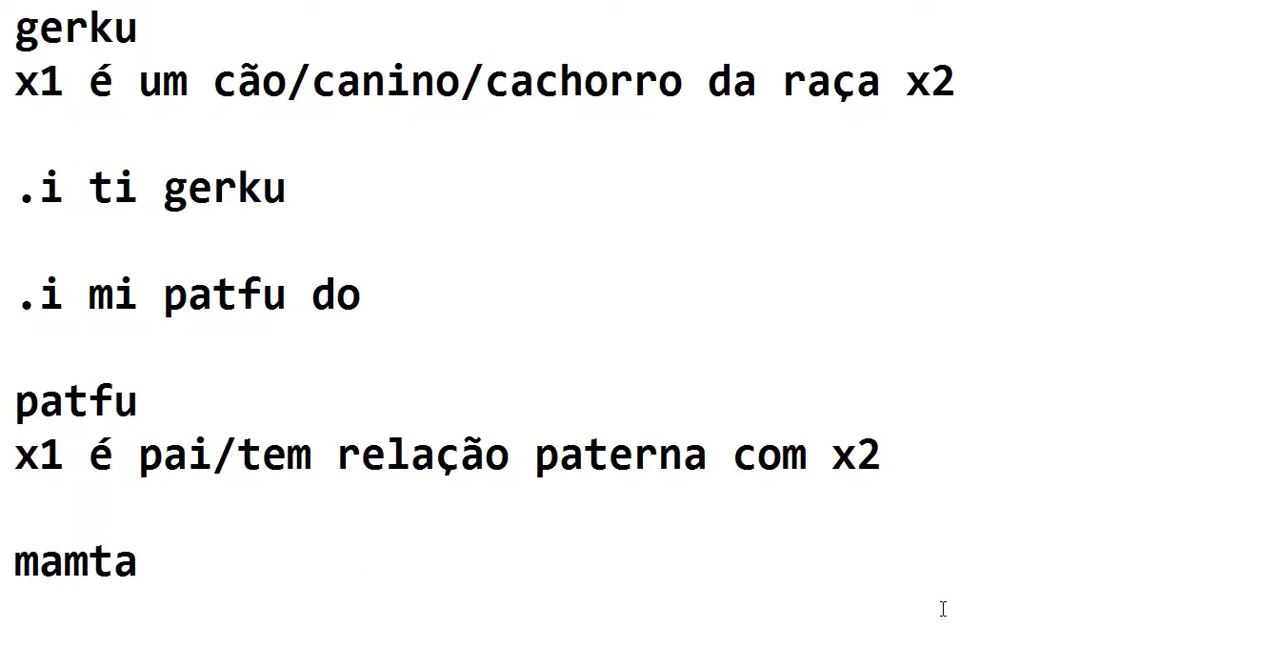 gerku
x1 é um cão/canino/cachorro da raça x2
.i ti gerku
.i mi patfu do
patfu
x1 é pai/tem relação paterna com x2
mamta